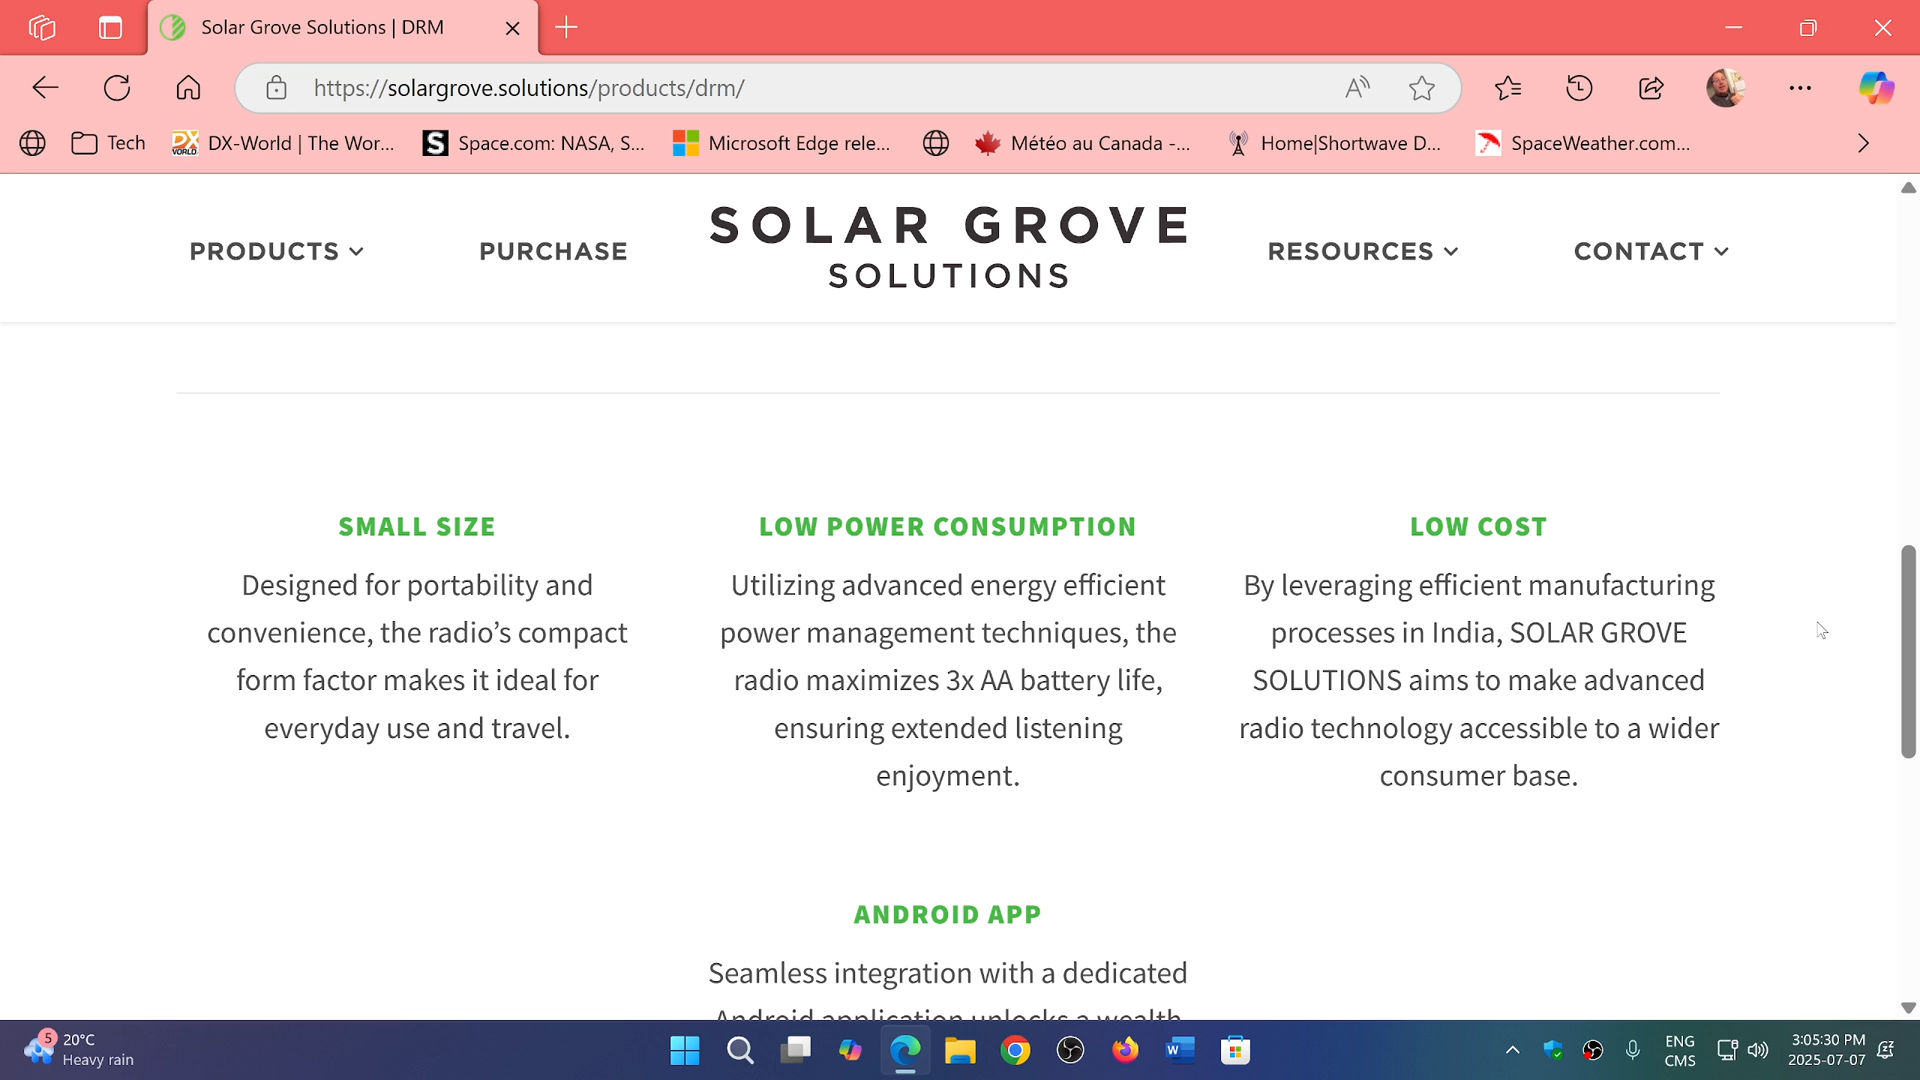 Solar Grove Solutions | DRM
https://solargrove.solutions/products/drm/
Tech
DX-World | The Wor...
Space.com: NASA, S...
Microsoft Edge rele...
Météo au Canada -...
Home|Shortwave D...
SpaceWeather.com...
PRODUCTS
PURCHASE
SOLAR GROVE
SOLUTIONS
RESOURCES
CONTACT
SMALL SIZE
Designed for portability and
convenience, the radio’s compact
form factor makes it ideal for
everyday use and travel.
LOW POWER CONSUMPTION
Utilizing advanced energy efficient
power management techniques, the
radio maximizes 3x AA battery life,
ensuring extended listening
enjoyment.
LOW COST
By leveraging efficient manufacturing
processes in India, SOLAR GROVE
SOLUTIONS aims to make advanced
radio technology accessible to a wider
consumer base.
ANDROID APP
Seamless integration with a dedicated
Android application unlocks a wealth
5
20°C
Heavy rain
ENG
CMS
3:05:30 PM
2025-07-07